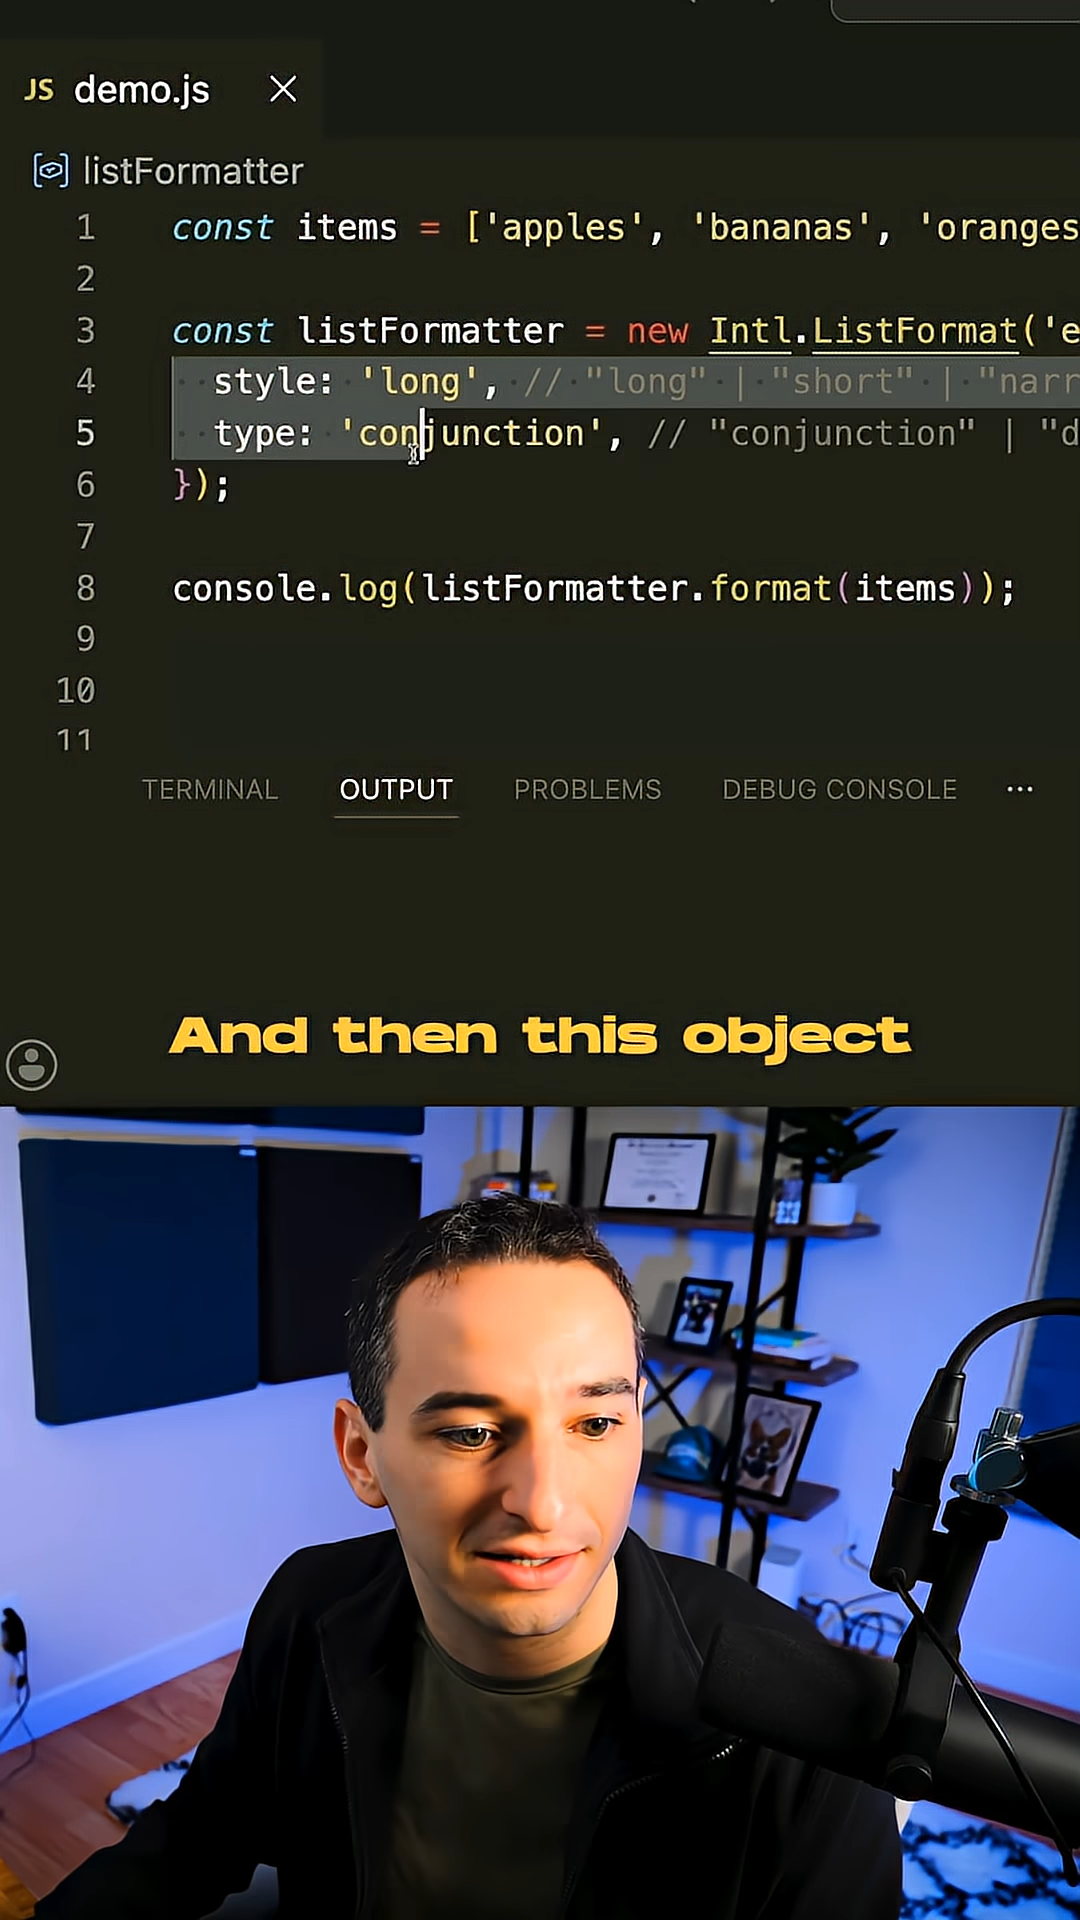 JS demo.js
listFormatter
1 const items = ['apples', 'bananas', 'oranges
2
3 const listFormatter = new Intl.ListFormat('e
4 style: 'long', // "long" | "short" | "narr
5 type: 'conjunction', // "conjunction" | "d
6 });
7
8 console.log(listFormatter.format(items));
9
10
11
TERMINAL OUTPUT PROBLEMS DEBUG CONSOLE ...
And then this object